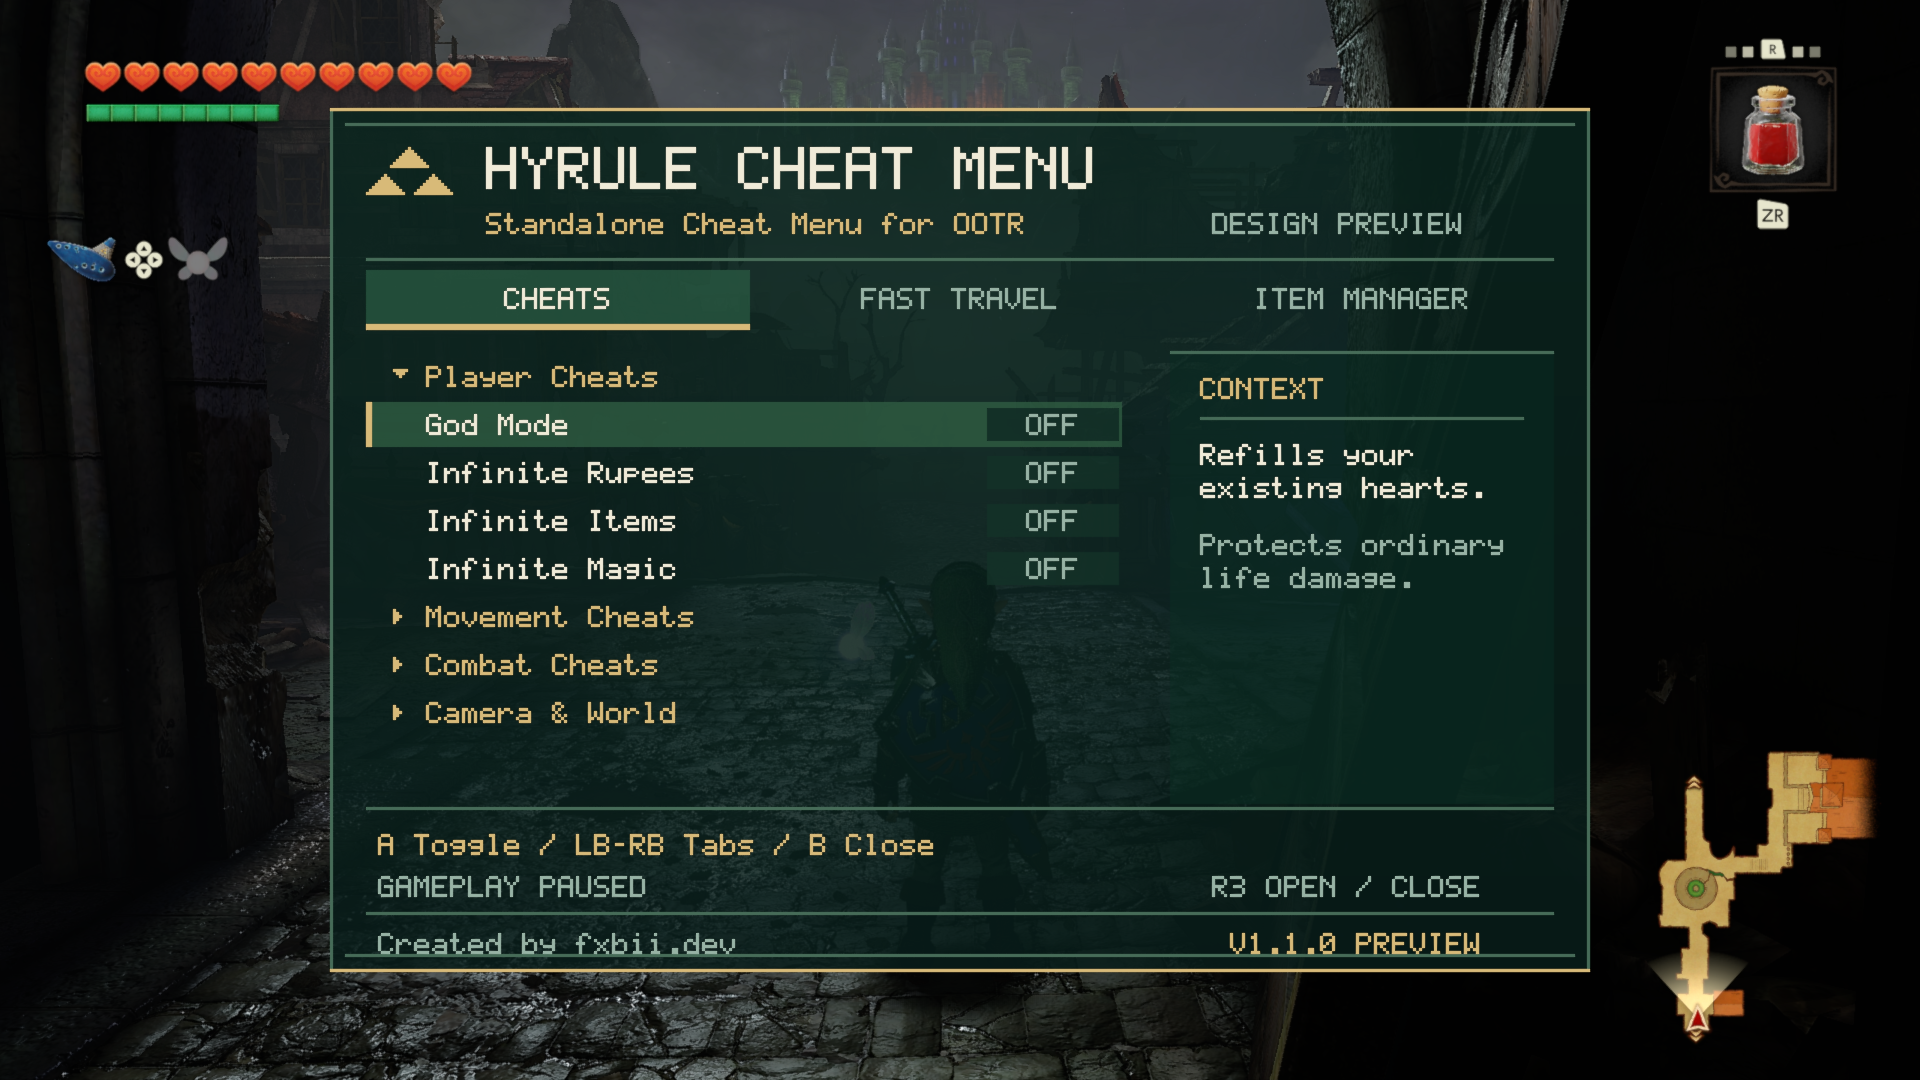 R
ZR
HYRULE CHEAT MENU
Standalone Cheat Menu for OOTR
DESIGN PREVIEW
CHEATS
FAST TRAVEL
ITEM MANAGER
Player Cheats
God Mode OFF
Infinite Rupees OFF
Infinite Items OFF
Infinite Magic OFF
Movement Cheats
Combat Cheats
Camera & World
CONTEXT
Refills your
existing hearts.
Protects ordinary
life damage.
A Toggle / LB-RB Tabs / B Close
GAMEPLAY PAUSED
R3 OPEN / CLOSE
Created by fxbii.dev
V1.1.0 PREVIEW